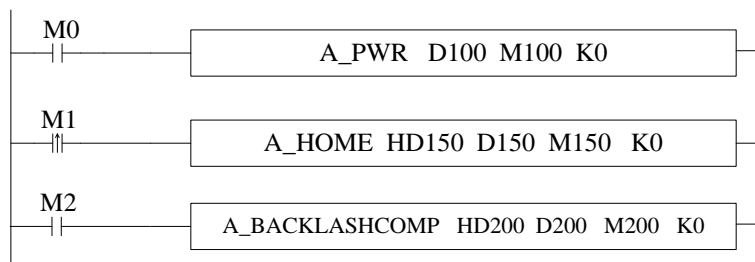 M0
A_PWR D100 M100 K0
M1
A_HOME HD150 D150 M150 K0
M2
A_BACKLASHCOMP HD200 D200 M200 K0